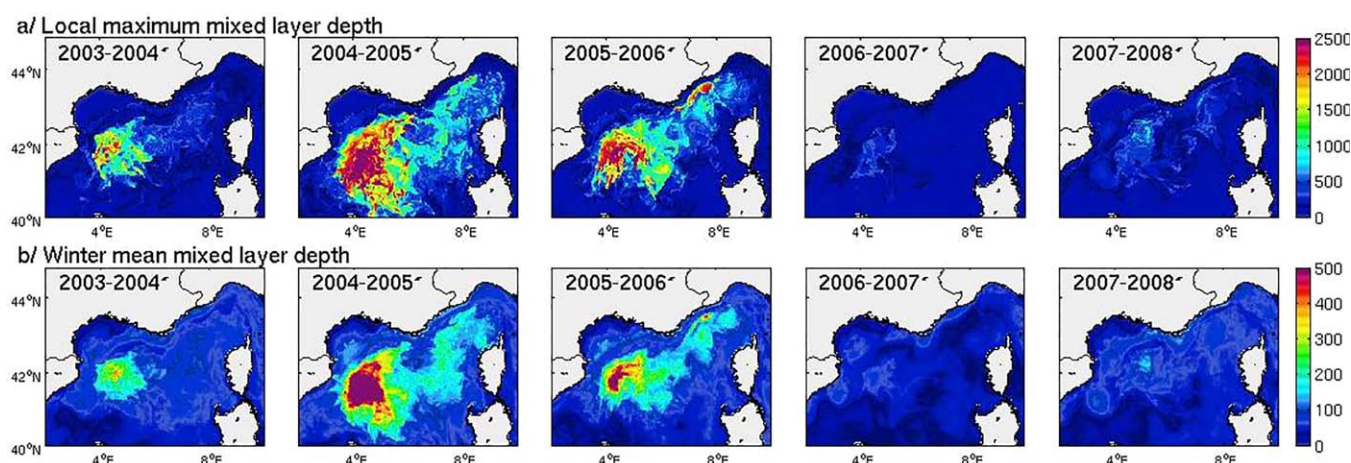 a/ Local maximum mixed layer depth
2003-2004 2004-2005 2005-2006 2006-2007 2007-2008
44°N
42°N
40°N
4°E 8°E 4°E 8°E 4°E 8°E 4°E 8°E 4°E 8°E
2500
2000
1500
1000
500
0
b/ Winter mean mixed layer depth
2003-2004 2004-2005 2005-2006 2006-2007 2007-2008
44°N
42°N
40°N
4°E 8°E 4°E 8°E 4°E 8°E 4°E 8°E 4°E 8°E
500
400
300
200
100
0